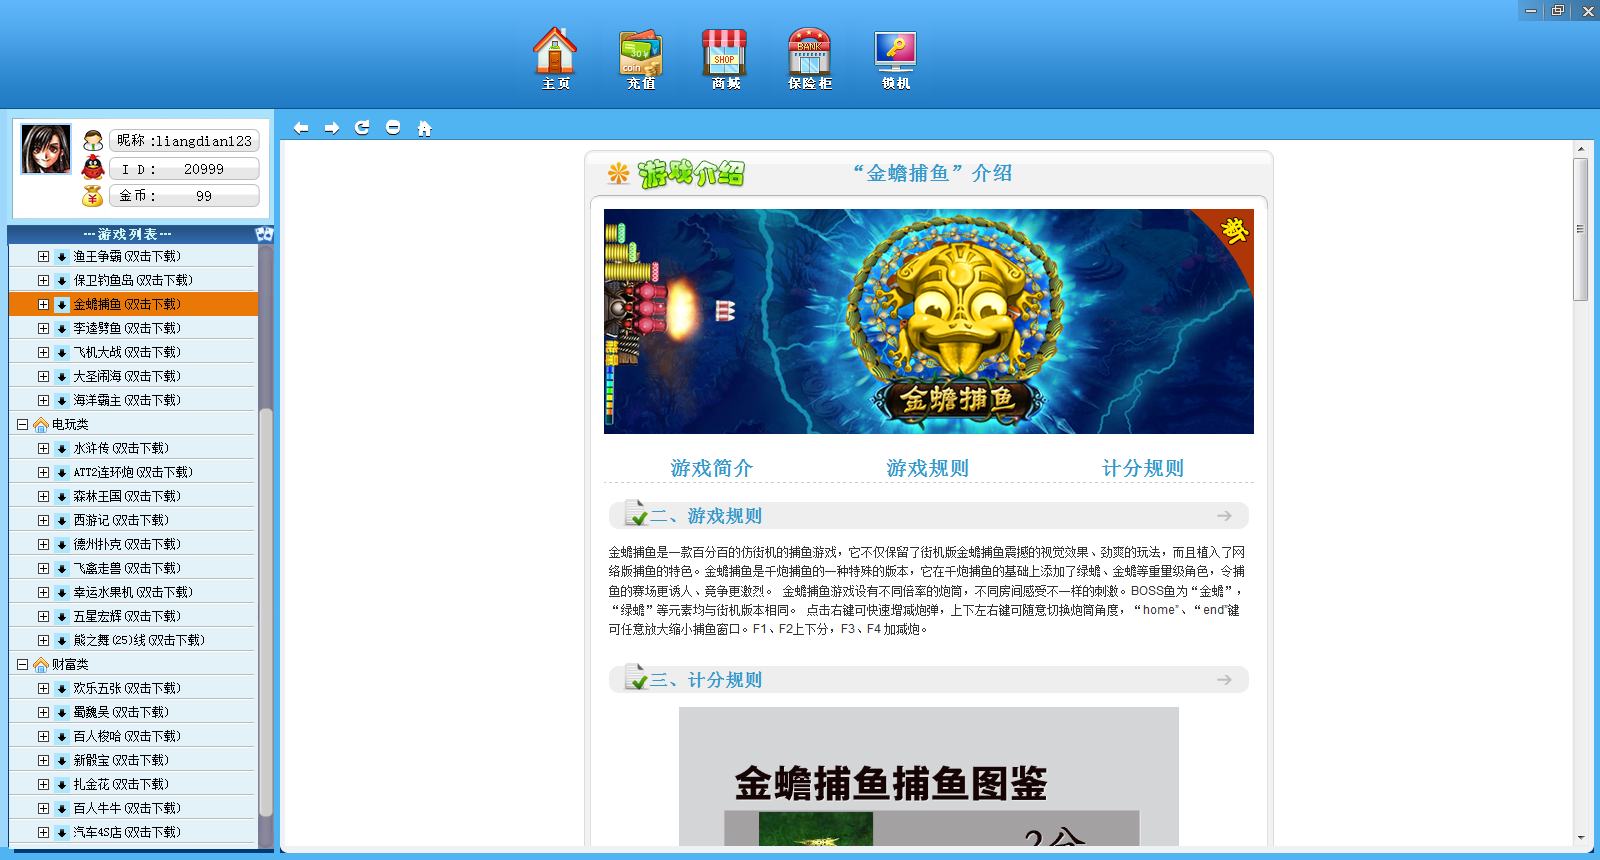 主页
充值
商城
保险柜
锁机
30
coin
SHOP
BANK
昵称：liangdian123
I D： 20999
金币： 99
---游戏列表---
渔王争霸(双击下载)
保卫钓鱼岛(双击下载)
金蟾捕鱼(双击下载)
李逵劈鱼(双击下载)
飞机大战(双击下载)
大圣闹海(双击下载)
海洋霸主(双击下载)
电玩类
水浒传(双击下载)
ATT2连环炮(双击下载)
森林王国(双击下载)
西游记(双击下载)
德州扑克(双击下载)
飞禽走兽(双击下载)
幸运水果机(双击下载)
五星宏辉(双击下载)
熊之舞(25)线(双击下载)
财富类
欢乐五张(双击下载)
蜀魏吴(双击下载)
百人梭哈(双击下载)
新骰宝(双击下载)
扎金花(双击下载)
百人牛牛(双击下载)
汽车4S店(双击下载)
游戏介绍
“金蟾捕鱼”介绍
新
金蟾捕鱼
游戏简介
游戏规则
计分规则
二、游戏规则
金蟾捕鱼是一款百分百的仿街机的捕鱼游戏，它不仅保留了街机版金蟾捕鱼震撼的视觉效果、劲爽的玩法，而且植入了网
络版捕鱼的特色。金蟾捕鱼是千炮捕鱼的一种特殊的版本，它在千炮捕鱼的基础上添加了绿蟾、金蟾等重量级角色，令捕
鱼的赛场更诱人、竞争更激烈。 金蟾捕鱼游戏设有不同倍率的炮筒，不同房间感受不一样的刺激。BOSS鱼为“金蟾”，
“绿蟾”等元素均与街机版本相同。 点击右键可快速增减炮弹，上下左右键可随意切换炮筒角度，“home”、“end”键
可任意放大缩小捕鱼窗口。F1、F2上下分，F3、F4 加减炮。
三、计分规则
金蟾捕鱼捕鱼图鉴
2分